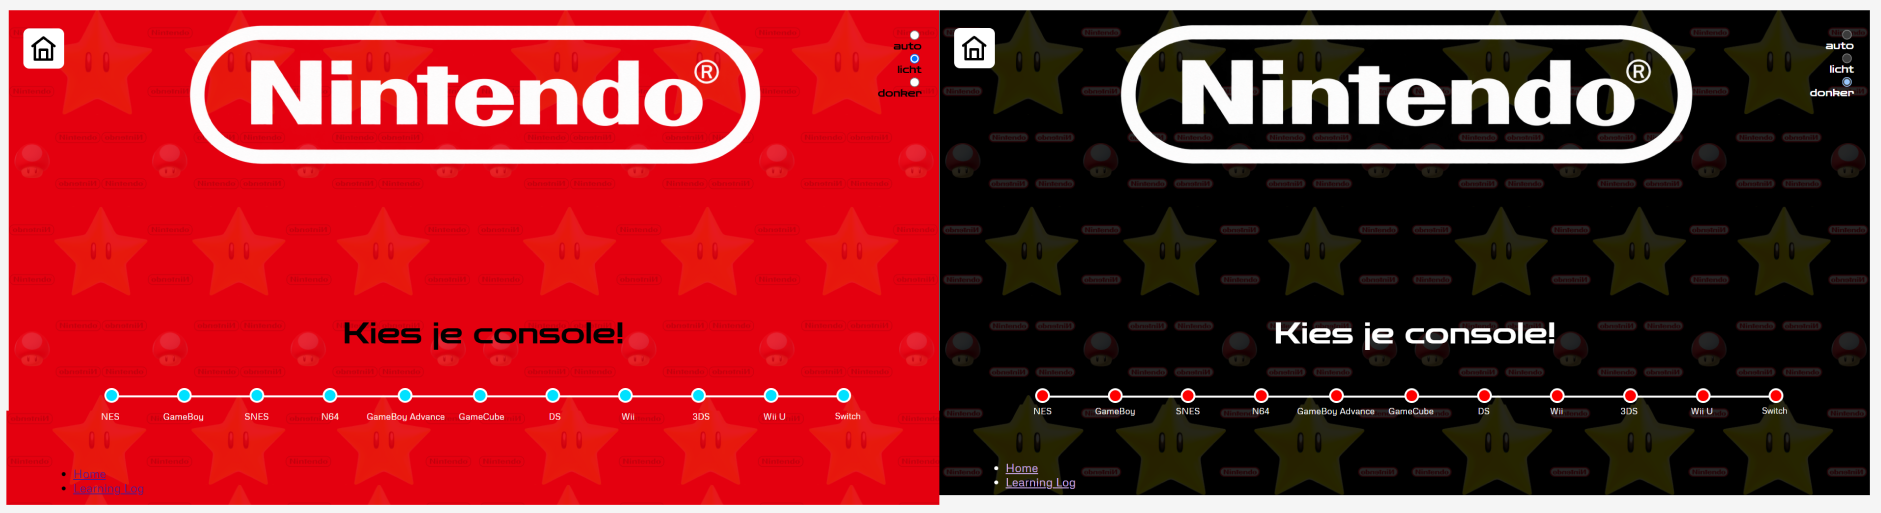 Nintendo®
auto
licht
donker
Kies je console!
NES GameBoy SNES N64 GameBoy Advance GameCube DS Wii 3DS Wii U Switch
Home
Learning Log
Nintendo®
auto
licht
donker
Kies je console!
NES GameBoy SNES N64 GameBoy Advance GameCube DS Wii 3DS Wii U Switch
Home
Learning Log